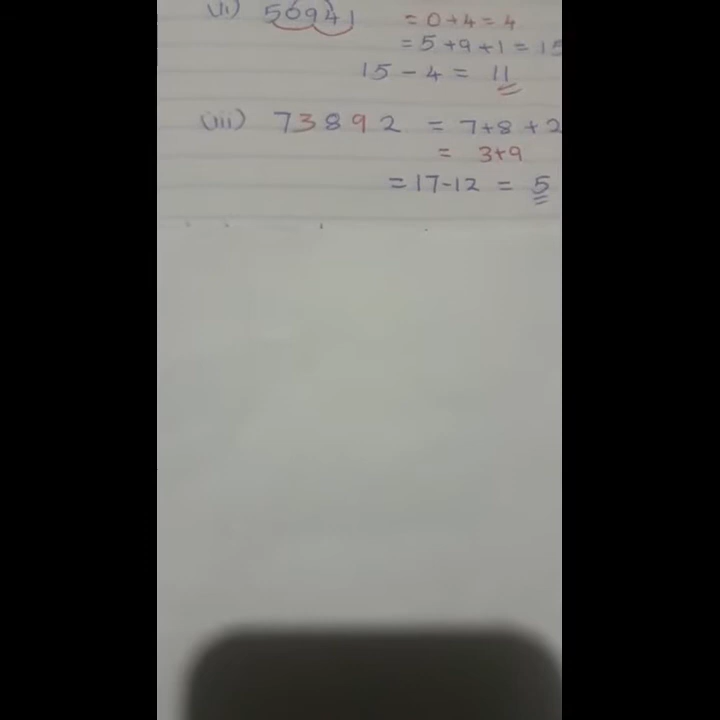 (ii) 50941 = 0+4 = 4
= 5+9+1 = 15
15 - 4 = 11
(iii) 73892 = 7+8+2
= 3+9
= 17-12 = 5